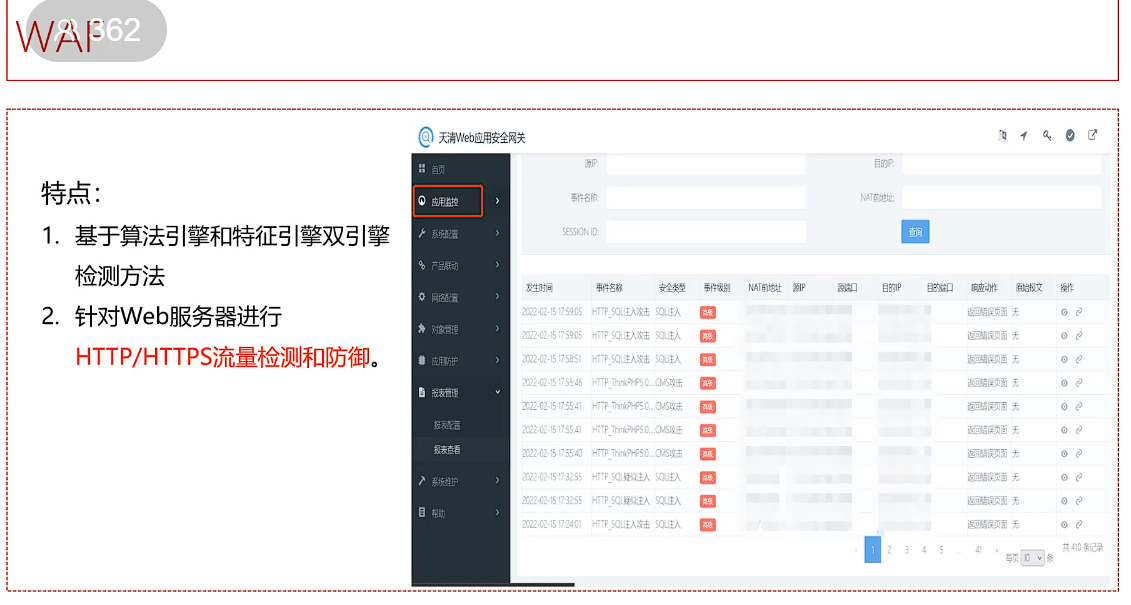 WAF
362
特点：
1. 基于算法引擎和特征引擎双引擎
检测方法
2. 针对Web服务器进行
HTTP/HTTPS流量检测和防御。
天清Web应用安全网关
首页
应用监控
系统配置
产品联动
网络配置
对象管理
应用防护
报表管理
报表配置
报表查看
系统维护
帮助
源IP: 目的IP:
事件名称: NAT前地址:
SESSION ID: 查询
发生时间 事件名称 安全类型 事件级别 NAT前地址 源IP 源端口 目的IP 目的端口 响应动作 原始报文 操作
2022-02-15 17:59:05 HTTP_SQL注入攻击 SQL注入 高级 返回错误页面 无
2022-02-15 17:59:05 HTTP_SQL注入攻击 SQL注入 高级 返回错误页面 无
2022-02-15 17:58:51 HTTP_SQL注入攻击 SQL注入 高级 返回错误页面 无
2022-02-15 17:55:46 HTTP_ThinkPHP5.0... CMS攻击 高级 返回错误页面 无
2022-02-15 17:55:41 HTTP_ThinkPHP5.0... CMS攻击 高级 返回错误页面 无
2022-02-15 17:55:41 HTTP_ThinkPHP5.0... CMS攻击 高级 返回错误页面 无
2022-02-15 17:55:40 HTTP_ThinkPHP5.0... CMS攻击 高级 返回错误页面 无
2022-02-15 17:32:55 HTTP_SQL疑似注入 SQL注入 高级 返回错误页面 无
2022-02-15 17:32:55 HTTP_SQL疑似注入 SQL注入 高级 返回错误页面 无
2022-02-15 17:24:01 HTTP_SQL注入攻击 SQL注入 高级 返回错误页面 无
« 1 2 3 4 5 ... 41 » 每页 10 条 共 410 条记录